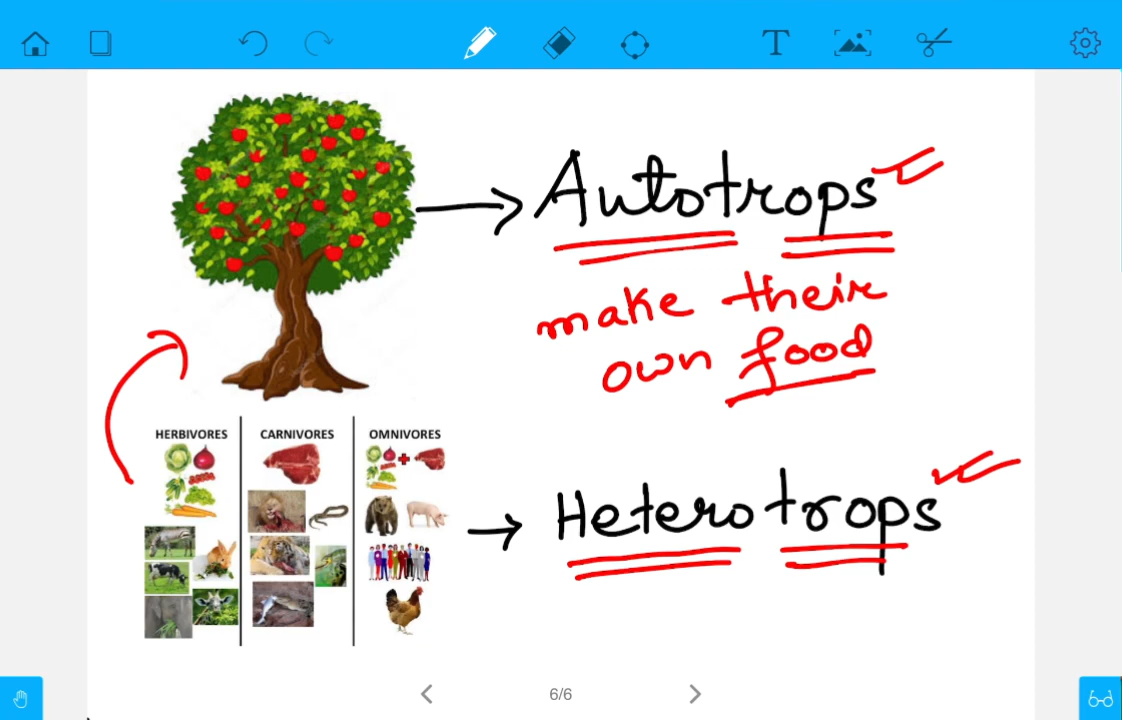 T
Autotrops
make their
own food
HERBIVORES CARNIVORES OMNIVORES
Heterotrops
6/6